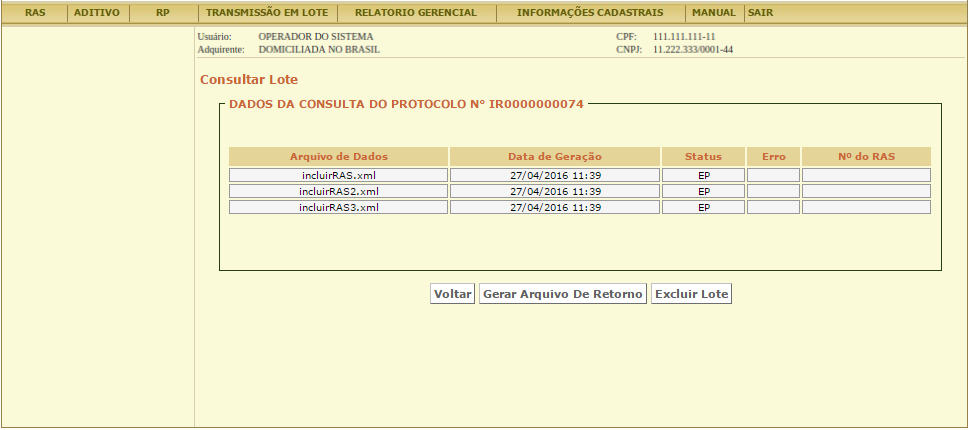 RAS ADITIVO RP TRANSMISSÃO EM LOTE RELATORIO GERENCIAL INFORMAÇÕES CADASTRAIS MANUAL SAIR
Usuário: OPERADOR DO SISTEMA CPF: 111.111.111-11
Adquirente: DOMICILIADA NO BRASIL CNPJ: 11.222.333/0001-44
Consultar Lote
DADOS DA CONSULTA DO PROTOCOLO N° IR0000000074
Arquivo de Dados Data de Geração Status Erro Nº do RAS
incluirRAS.xml 27/04/2016 11:39 EP
incluirRAS2.xml 27/04/2016 11:39 EP
incluirRAS3.xml 27/04/2016 11:39 EP
Voltar Gerar Arquivo De Retorno Excluir Lote